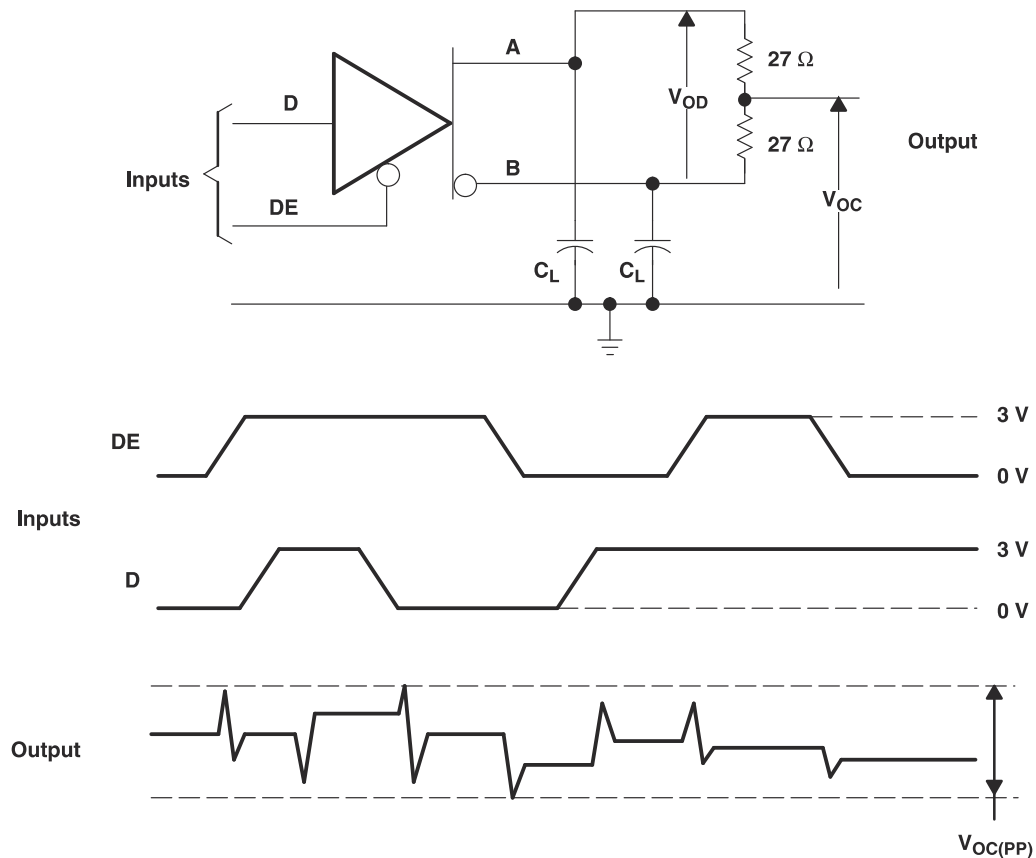 A
27 Ω
V_OD
D
27 Ω
Output
Inputs
B
V_OC
DE
C_L
C_L
3 V
DE
0 V
Inputs
3 V
D
0 V
Output
V_OC(PP)